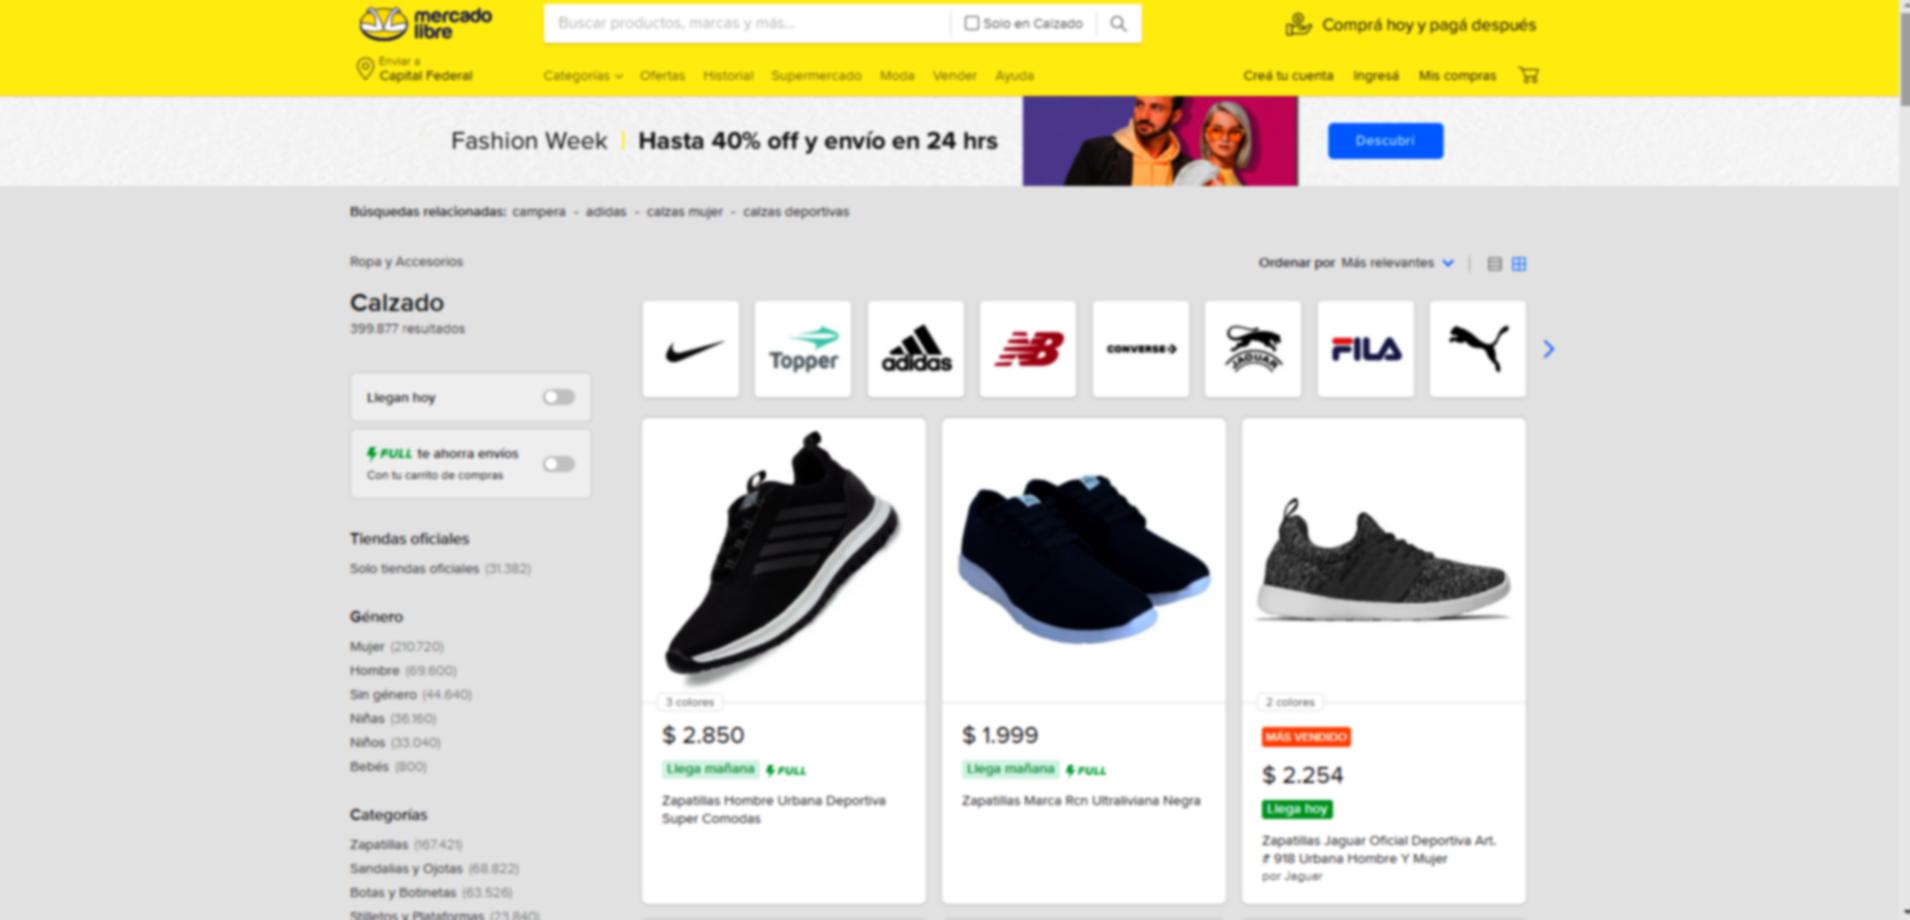 mercado
libre
Buscar productos, marcas y más...
Solo en Calzado
Comprá hoy y pagá después
Enviar a
Capital Federal
Categorías
Ofertas
Historial
Supermercado
Moda
Vender
Ayuda
Creá tu cuenta
Ingresá
Mis compras
Fashion Week | Hasta 40% off y envío en 24 hrs
Descubrí
Búsquedas relacionadas: campera - adidas - calzas mujer - calzas deportivas
Ropa y Accesorios
Ordenar por Más relevantes
Calzado
399.877 resultados
Topper
adidas
NB
CONVERSE
JAGUAR
FILA
Llegan hoy
FULL te ahorra envíos
Con tu carrito de compras
Tiendas oficiales
Solo tiendas oficiales (31.382)
Género
Mujer (210.720)
Hombre (69.600)
Sin género (44.640)
Niñas (36.160)
Niños (33.040)
Bebés (800)
Categorías
Zapatillas (167.421)
Sandalias y Ojotas (68.822)
Botas y Botinetas (63.526)
Stilletos y Plataformas (23.840)
3 colores
$ 2.850
Llega mañana FULL
Zapatillas Hombre Urbana Deportiva
Super Comodas
$ 1.999
Llega mañana FULL
Zapatillas Marca Rcn Ultraliviana Negra
2 colores
MÁS VENDIDO
$ 2.254
Llega hoy
Zapatillas Jaguar Oficial Deportiva Art.
# 918 Urbana Hombre Y Mujer
por Jaguar